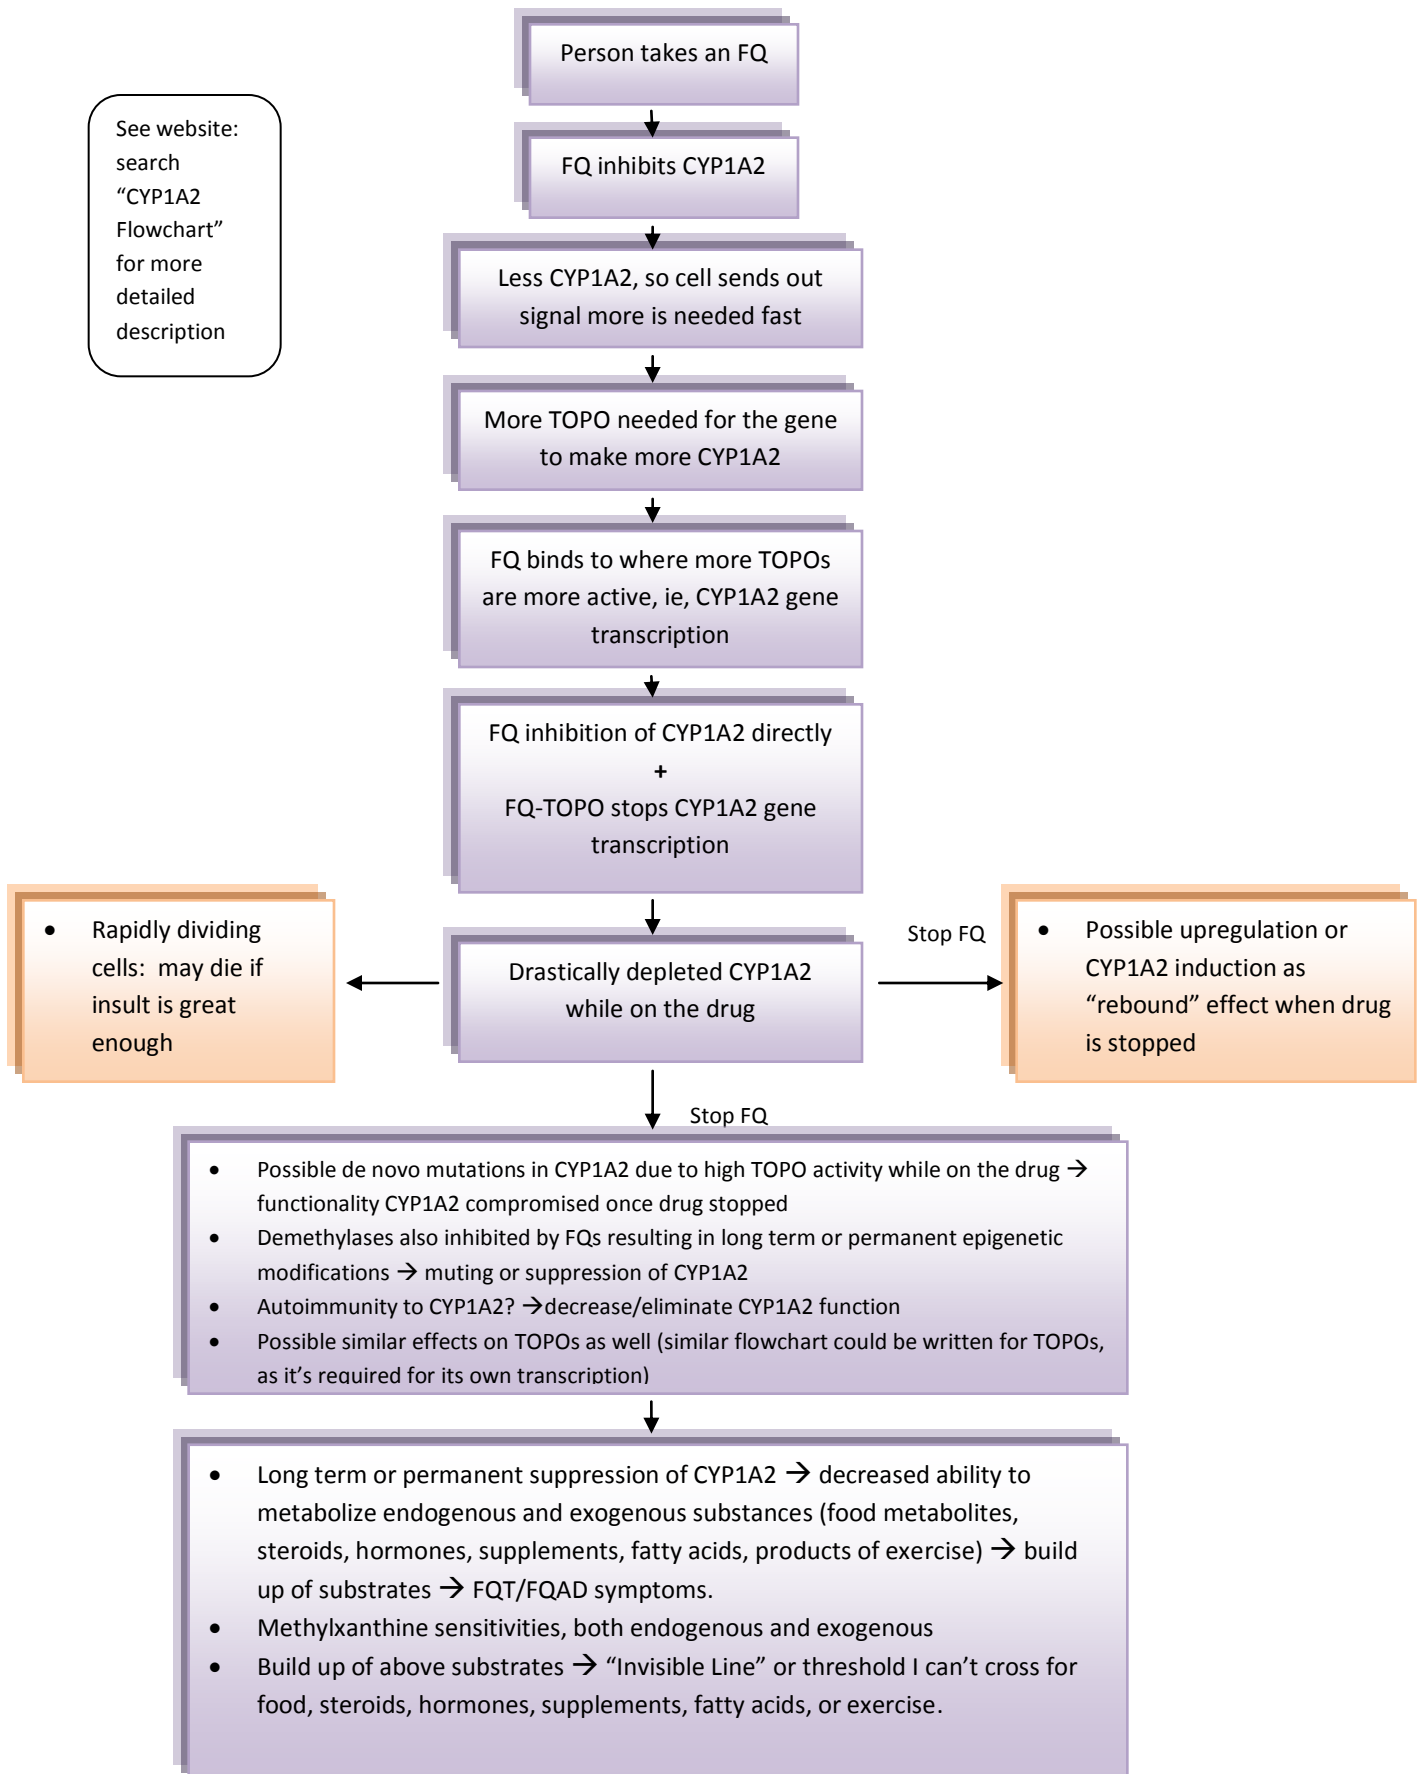 Person takes an FQ
See website:
search
“CYP1A2
Flowchart”
for more
detailed
description
FQ inhibits CYP1A2
Less CYP1A2, so cell sends out
signal more is needed fast
More TOPO needed for the gene
to make more CYP1A2
FQ binds to where more TOPOs
are more active, ie, CYP1A2 gene
transcription
FQ inhibition of CYP1A2 directly
+
FQ-TOPO stops CYP1A2 gene
transcription
• Rapidly dividing
cells: may die if
insult is great
enough
Drastically depleted CYP1A2
while on the drug
Stop FQ
• Possible upregulation or
CYP1A2 induction as
“rebound” effect when drug
is stopped
Stop FQ
• Possible de novo mutations in CYP1A2 due to high TOPO activity while on the drug →
functionality CYP1A2 compromised once drug stopped
• Demethylases also inhibited by FQs resulting in long term or permanent epigenetic
modifications → muting or suppression of CYP1A2
• Autoimmunity to CYP1A2? →decrease/eliminate CYP1A2 function
• Possible similar effects on TOPOs as well (similar flowchart could be written for TOPOs,
as it’s required for its own transcription)
• Long term or permanent suppression of CYP1A2 → decreased ability to
metabolize endogenous and exogenous substances (food metabolites,
steroids, hormones, supplements, fatty acids, products of exercise) → build
up of substrates → FQT/FQAD symptoms.
• Methylxanthine sensitivities, both endogenous and exogenous
• Build up of above substrates → “Invisible Line” or threshold I can’t cross for
food, steroids, hormones, supplements, fatty acids, or exercise.